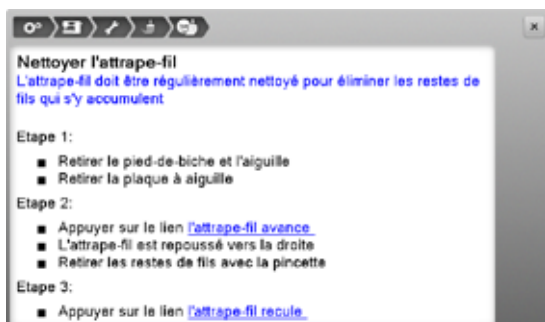 Nettoyer l'attrape-fil
L'attrape-fil doit être régulièrement nettoyé pour éliminer les restes de
fils qui s'y accumulent
Etape 1:
■ Retirer le pied-de-biche et l'aiguille
■ Retirer la plaque à aiguille
Etape 2:
■ Appuyer sur le lien l'attrape-fil avance
■ L'attrape-fil est repoussé vers la droite
■ Retirer les restes de fils avec la pincette
Etape 3:
■ Appuyer sur le lien l'attrape-fil recule